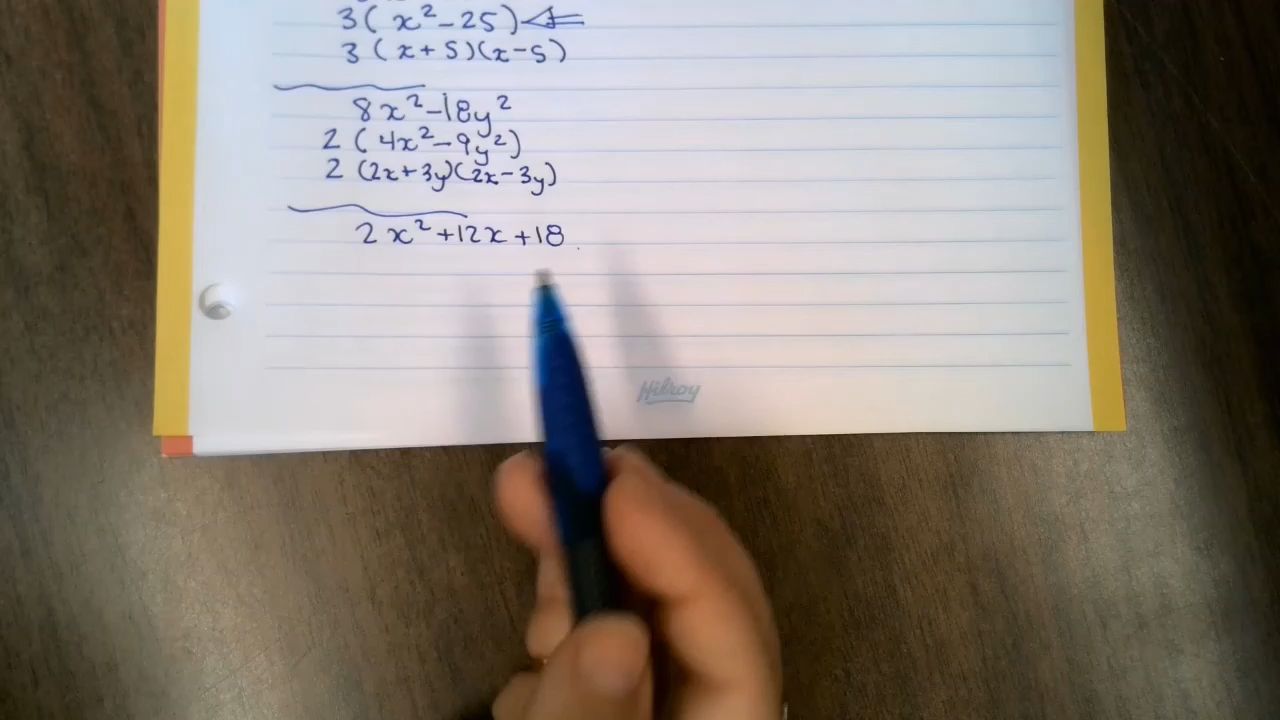 3(x²-25)
3(x+5)(x-5)
8x²-18y²
2(4x²-9y²)
2(2x+3y)(2x-3y)
2x²+12x+18
Hilroy